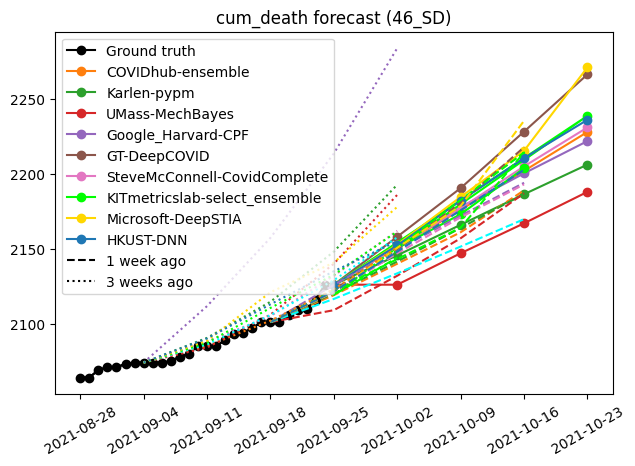 cum_death forecast (46_SD)
Ground truth
COVIDhub-ensemble
Karlen-pypm
UMass-MechBayes
Google_Harvard-CPF
GT-DeepCOVID
SteveMcConnell-CovidComplete
KITmetricslab-select_ensemble
Microsoft-DeepSTIA
HKUST-DNN
1 week ago
3 weeks ago
2250
2200
2150
2100
2021-08-28
2021-09-04
2021-09-11
2021-09-18
2021-09-25
2021-10-02
2021-10-09
2021-10-16
2021-10-23